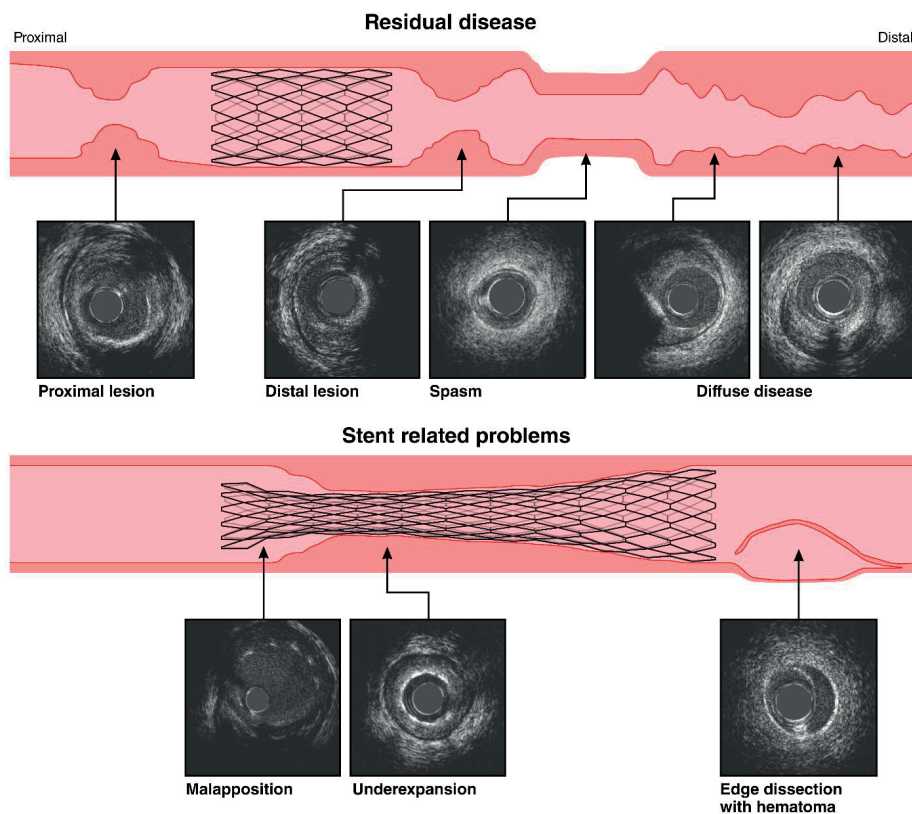 Residual disease
Proximal
Distal
Proximal lesion
Distal lesion
Spasm
Diffuse disease
Stent related problems
Malapposition
Underexpansion
Edge dissection
with hematoma